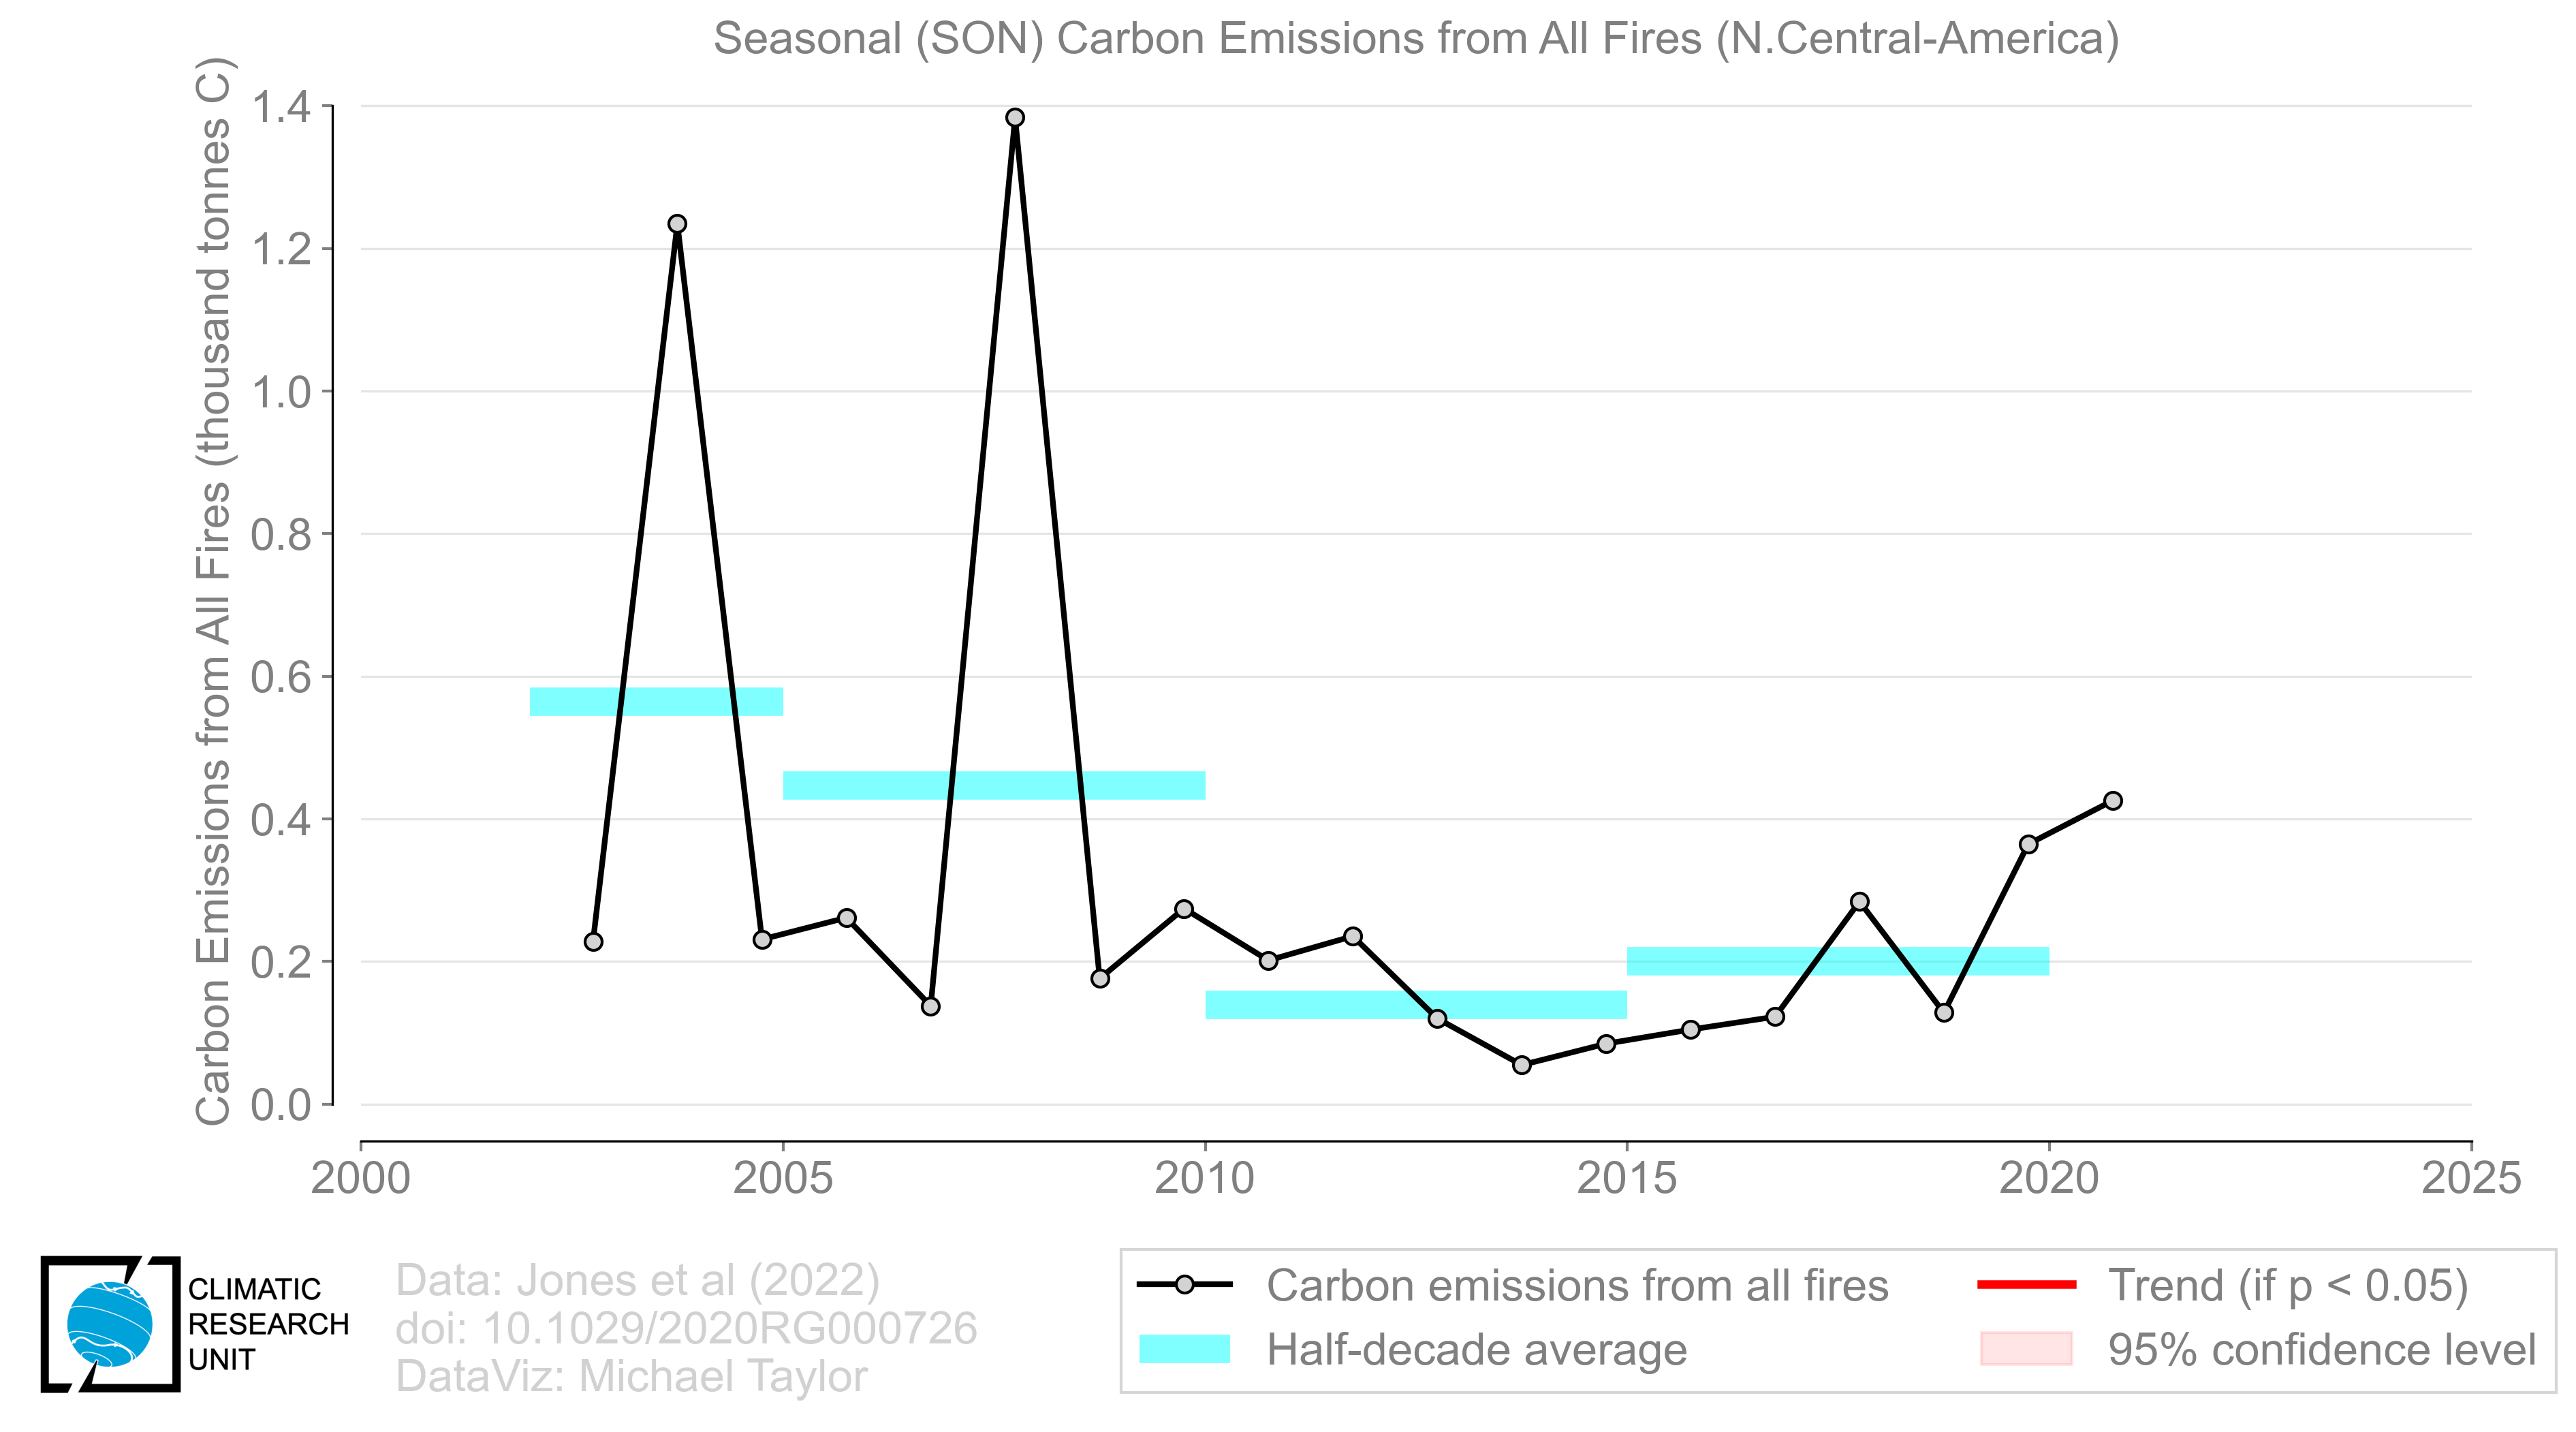 Seasonal (SON) Carbon Emissions from All Fires (N.Central-America)
Carbon Emissions from All Fires (thousand tonnes C)
1.4
1.2
1.0
0.8
0.6
0.4
0.2
0.0
2000 2005 2010 2015 2020 2025
CLIMATIC
RESEARCH
UNIT
Data: Jones et al (2022)
doi: 10.1029/2020RG000726
DataViz: Michael Taylor
Carbon emissions from all fires
Half-decade average
Trend (if p < 0.05)
95% confidence level